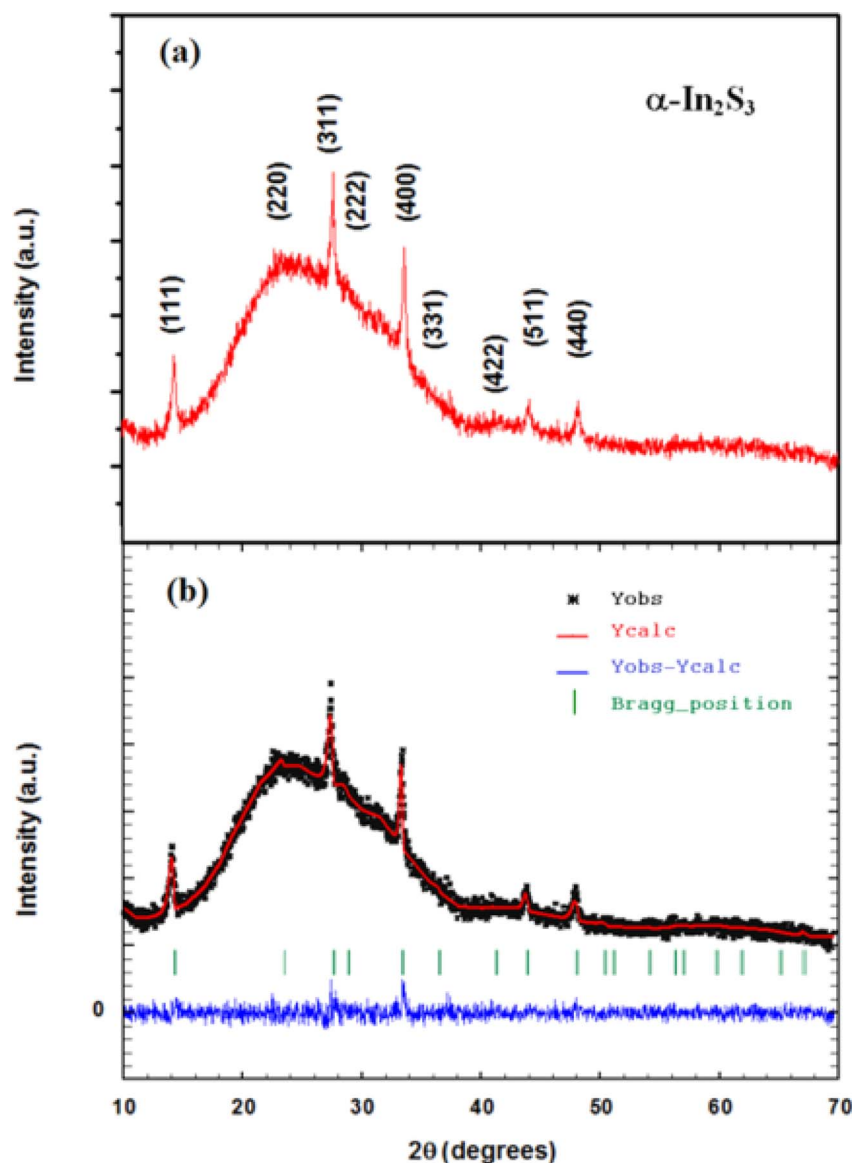 (a)
α-In₂S₃
(111)
(220)
(311)
(222)
(400)
(331)
(422)
(511)
(440)
Intensity (a.u.)
(b)
Yobs
Ycalc
Yobs-Ycalc
Bragg_position
Intensity (a.u.)
0
10 20 30 40 50 60 70
2θ (degrees)